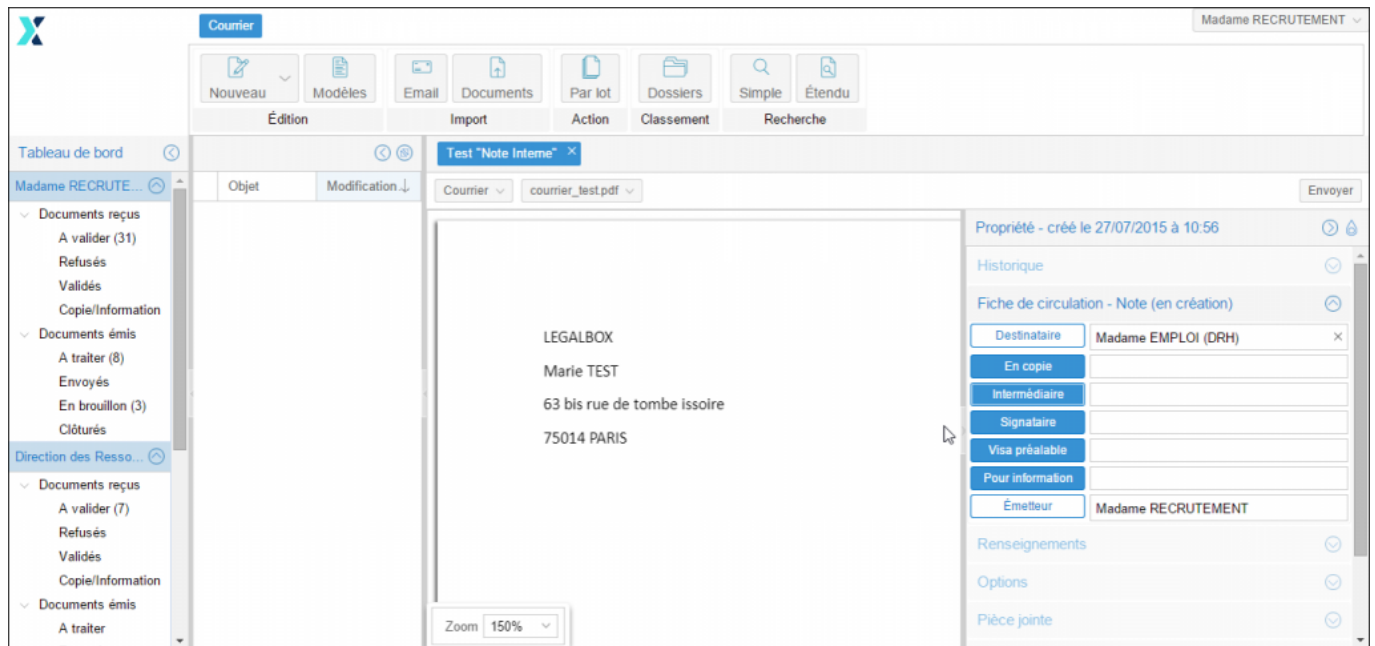 Courrier
Madame RECRUTEMENT
Nouveau
Modèles
Email
Documents
Par lot
Dossiers
Simple
Étendu
Édition
Import
Action
Classement
Recherche
Tableau de bord
Test "Note Interne" ×
Madame RECRUTE...
Objet
Modification
Courrier
courrier_test.pdf
Envoyer
Documents reçus
A valider (31)
Refusés
Validés
Copie/Information
Documents émis
A traiter (8)
Envoyés
En brouillon (3)
Clôturés
Direction des Resso...
Documents reçus
A valider (7)
Refusés
Validés
Copie/Information
Documents émis
A traiter
LEGALBOX
Marie TEST
63 bis rue de tombe issoire
75014 PARIS
Zoom 150%
Propriété - créé le 27/07/2015 à 10:56
Historique
Fiche de circulation - Note (en création)
Destinataire Madame EMPLOI (DRH) ×
En copie
Intermédiaire
Signataire
Visa préalable
Pour information
Émetteur Madame RECRUTEMENT
Renseignements
Options
Pièce jointe